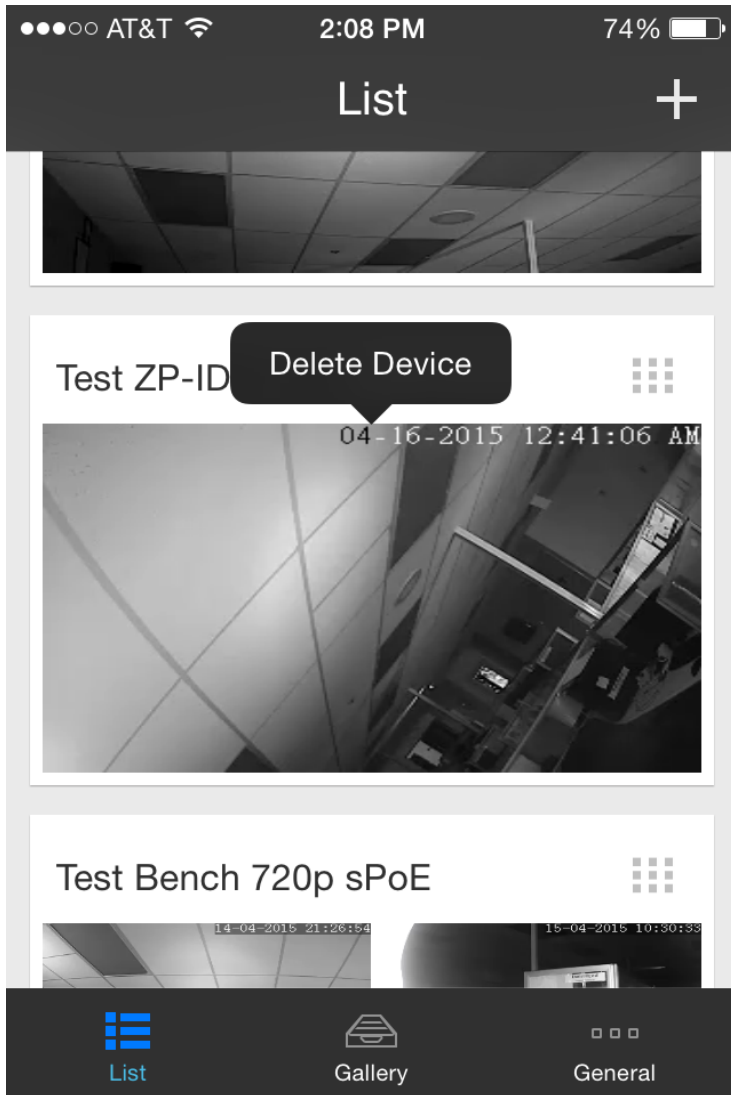 AT&T 2:08 PM 74%
List
Delete Device
Test ZP-ID
04-16-2015 12:41:06 AM
Test Bench 720p sPoE
14-04-2015 21:26:54
15-04-2015 10:30:33
List Gallery General